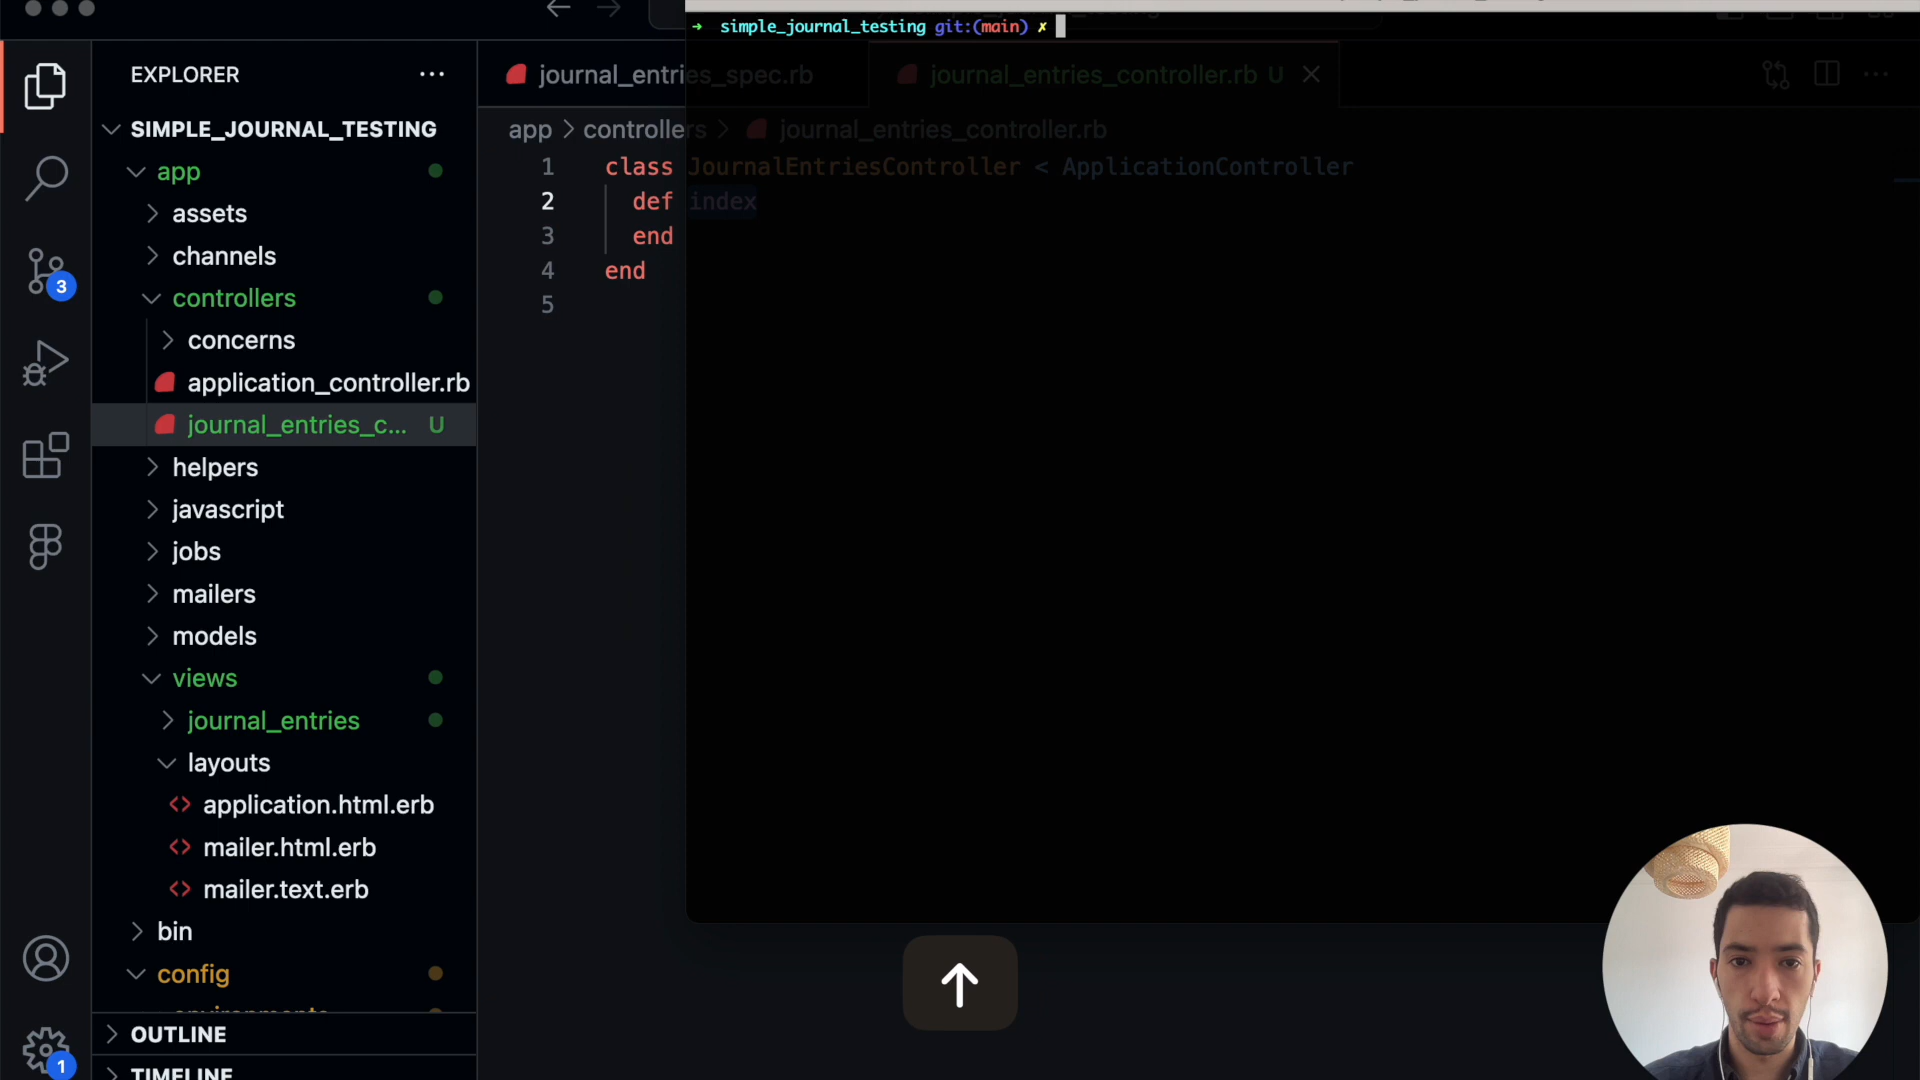 ➜ simple_journal_testing git:(main) ✗
EXPLORER
SIMPLE_JOURNAL_TESTING
app
assets
channels
controllers
concerns
application_controller.rb
journal_entries_c... U
helpers
javascript
jobs
mailers
models
views
journal_entries
layouts
application.html.erb
mailer.html.erb
mailer.text.erb
bin
config
environments
OUTLINE
TIMELINE
3
1
journal_entries_spec.rb
journal_entries_controller.rb U
app > controllers > journal_entries_controller.rb
1 class JournalEntriesController < ApplicationController
2 def index
3 end
4 end
5